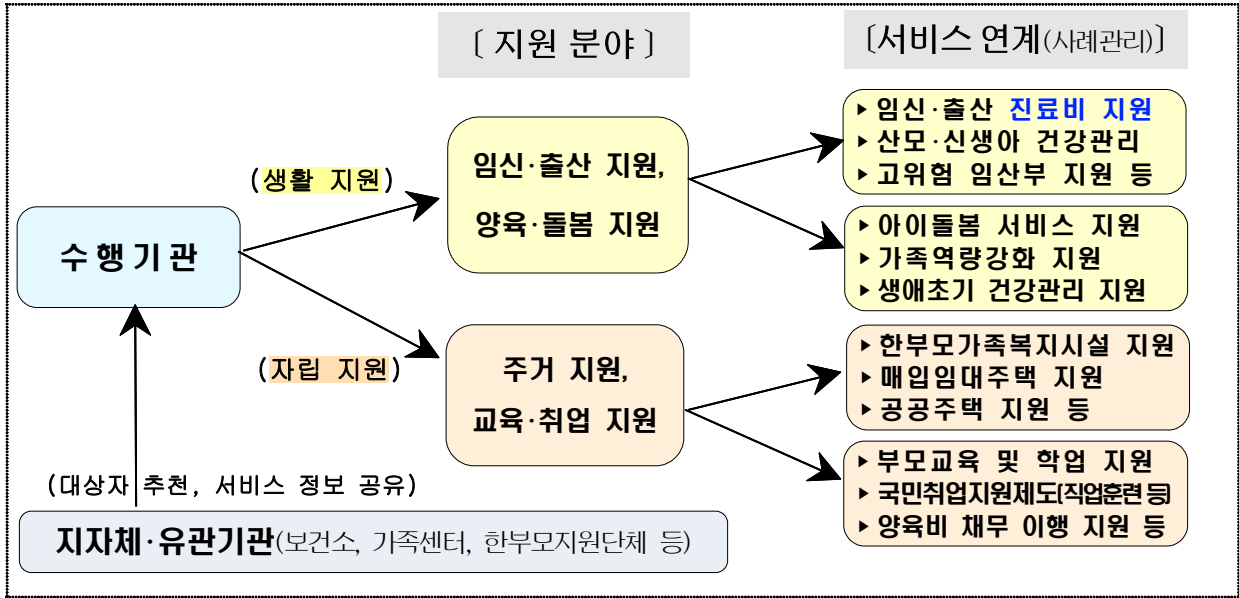 〔 지원 분야 〕
〔서비스 연계(사례관리)〕
▸임신·출산 진료비 지원
▸산모·신생아 건강관리
▸고위험 임산부 지원 등
(생활 지원)
임신·출산 지원,
양육·돌봄 지원
▸아이돌봄 서비스 지원
▸가족역량강화 지원
▸생애초기 건강관리 지원
수행기관
(자립 지원)
주거 지원,
교육·취업 지원
▸한부모가족복지시설 지원
▸매입임대주택 지원
▸공공주택 지원 등
▸부모교육 및 학업 지원
▸국민취업지원제도(직업훈련 등)
▸양육비 채무 이행 지원 등
(대상자 추천, 서비스 정보 공유)
지자체·유관기관(보건소, 가족센터, 한부모지원단체 등)